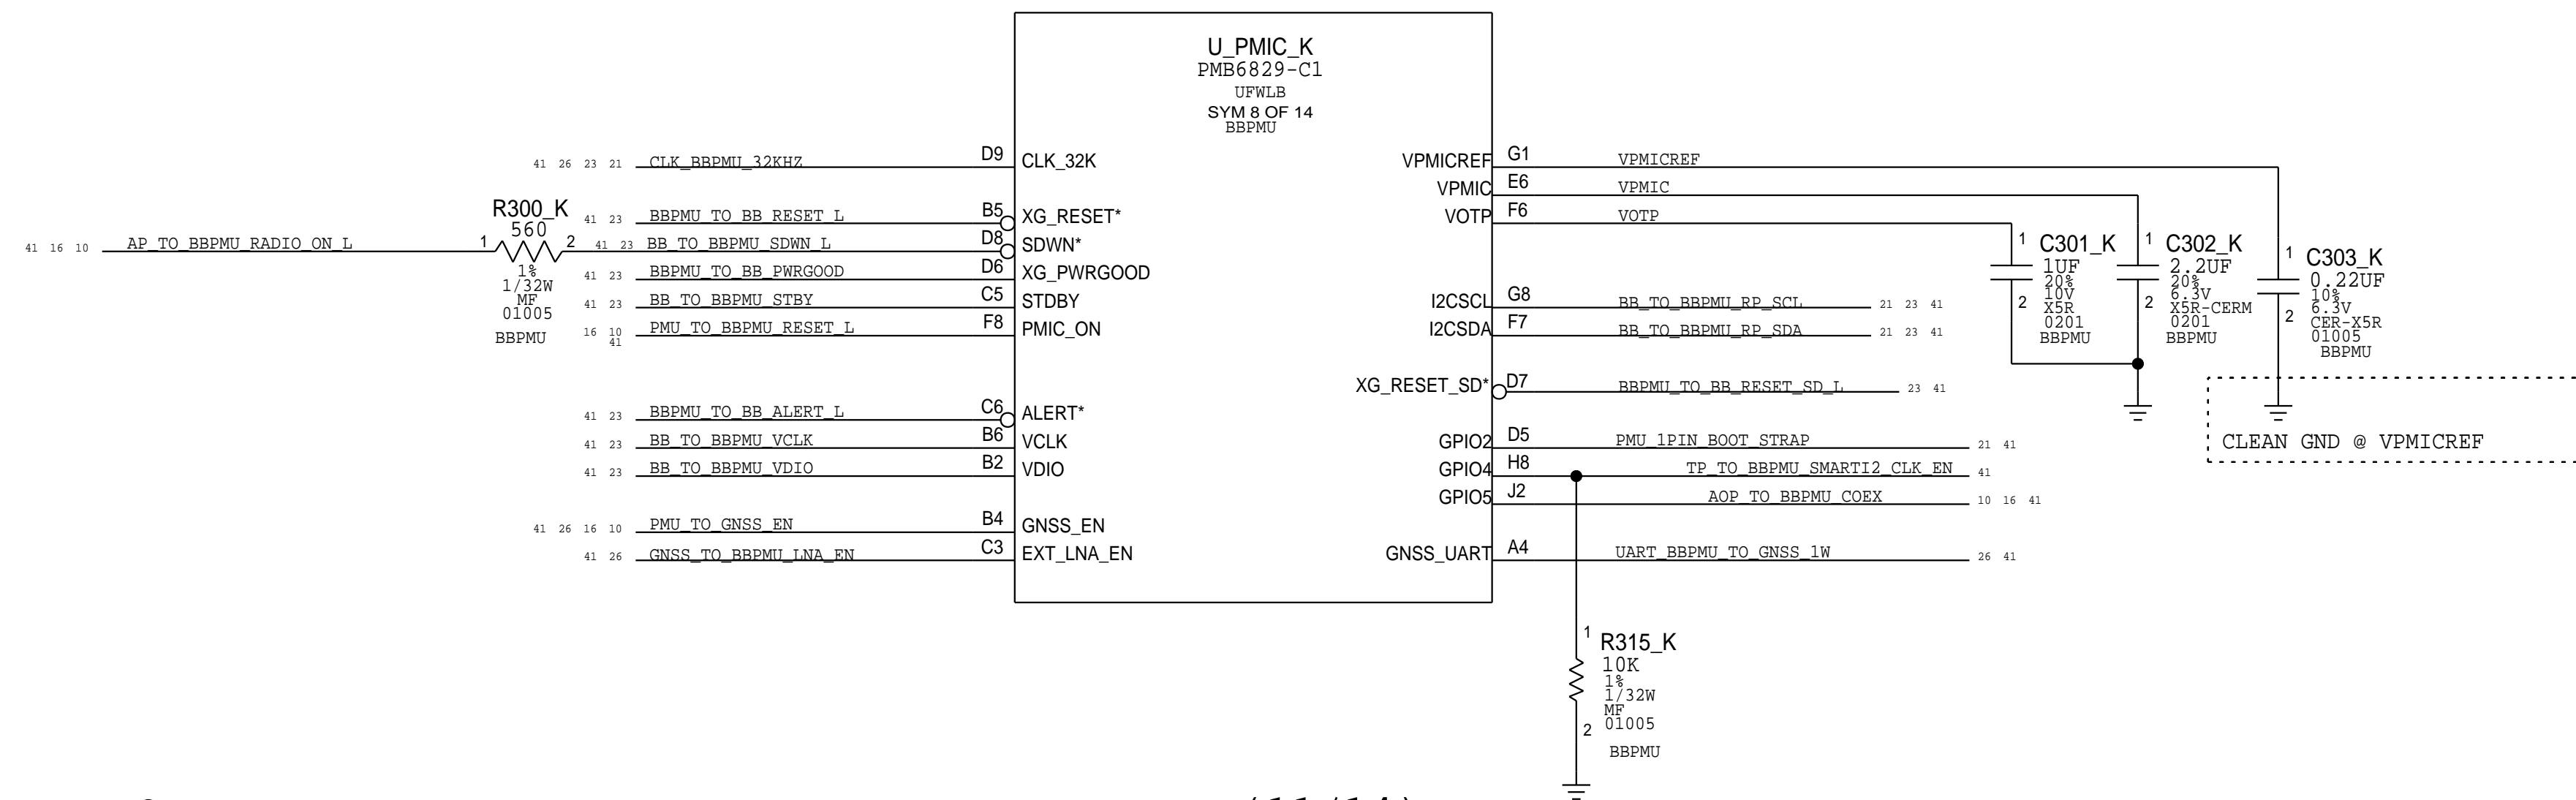 U_PMIC_K
PMB6829-C1
UFWLB
SYM 8 OF 14
BBPMU
41 26 23 21 CLK_BBPMU_32KHZ D9 CLK_32K
41 23 BBPMU_TO_BB_RESET_L B5 XG_RESET*
R300_K
560
41 16 10 AP_TO_BBPMU_RADIO_ON_L 1 2 41 23 BB_TO_BBPMU_SDWN_L D8 SDWN*
1%
1/32W
MF
01005
BBPMU
41 23 BBPMU_TO_BB_PWRGOOD D6 XG_PWRGOOD
41 23 BB_TO_BBPMU_STBY C5 STDBY
16 10 PMU_TO_BBPMU_RESET_L F8 PMIC_ON
41
41 23 BBPMU_TO_BB_ALERT_L C6 ALERT*
41 23 BB_TO_BBPMU_VCLK B6 VCLK
41 23 BB_TO_BBPMU_VDIO B2 VDIO
41 26 16 10 PMU_TO_GNSS_EN B4 GNSS_EN
41 26 GNSS_TO_BBPMU_LNA_EN C3 EXT_LNA_EN
VPMICREF G1 VPMICREF
VPMIC E6 VPMIC
VOTP F6 VOTP
I2CSCL G8 BB_TO_BBPMU_RP_SCL 21 23 41
I2CSDA F7 BB_TO_BBPMU_RP_SDA 21 23 41
XG_RESET_SD* D7 BBPMU_TO_BB_RESET_SD_L 23 41
GPIO2 D5 PMU_1PIN_BOOT_STRAP 21 41
GPIO4 H8 TP_TO_BBPMU_SMARTI2_CLK_EN 41
GPIO5 J2 AOP_TO_BBPMU_COEX 10 16 41
GNSS_UART A4 UART_BBPMU_TO_GNSS_1W 26 41
1 C301_K
1UF
20%
10V
2 X5R
0201
BBPMU
1 C302_K
2.2UF
20%
6.3V
2 X5R-CERM
0201
BBPMU
1 C303_K
0.22UF
10%
6.3V
2 CER-X5R
01005
BBPMU
CLEAN GND @ VPMICREF
1 R315_K
10K
1%
1/32W
MF
01005
2
BBPMU
(11/14)